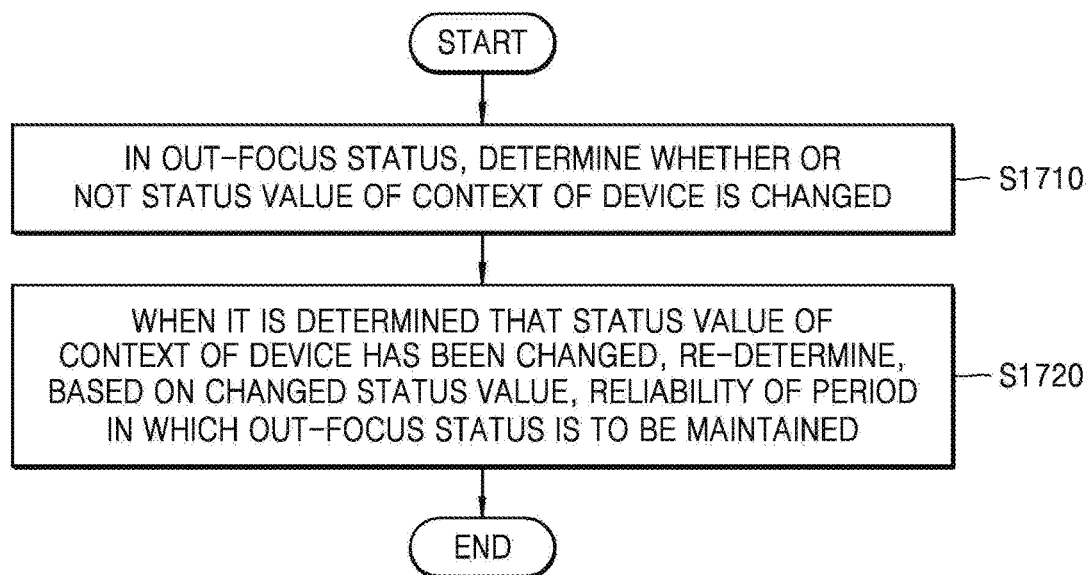 START
IN OUT-FOCUS STATUS, DETERMINE WHETHER OR
NOT STATUS VALUE OF CONTEXT OF DEVICE IS CHANGED
S1710
WHEN IT IS DETERMINED THAT STATUS VALUE OF
CONTEXT OF DEVICE HAS BEEN CHANGED, RE-DETERMINE,
BASED ON CHANGED STATUS VALUE, RELIABILITY OF PERIOD
IN WHICH OUT-FOCUS STATUS IS TO BE MAINTAINED
S1720
END